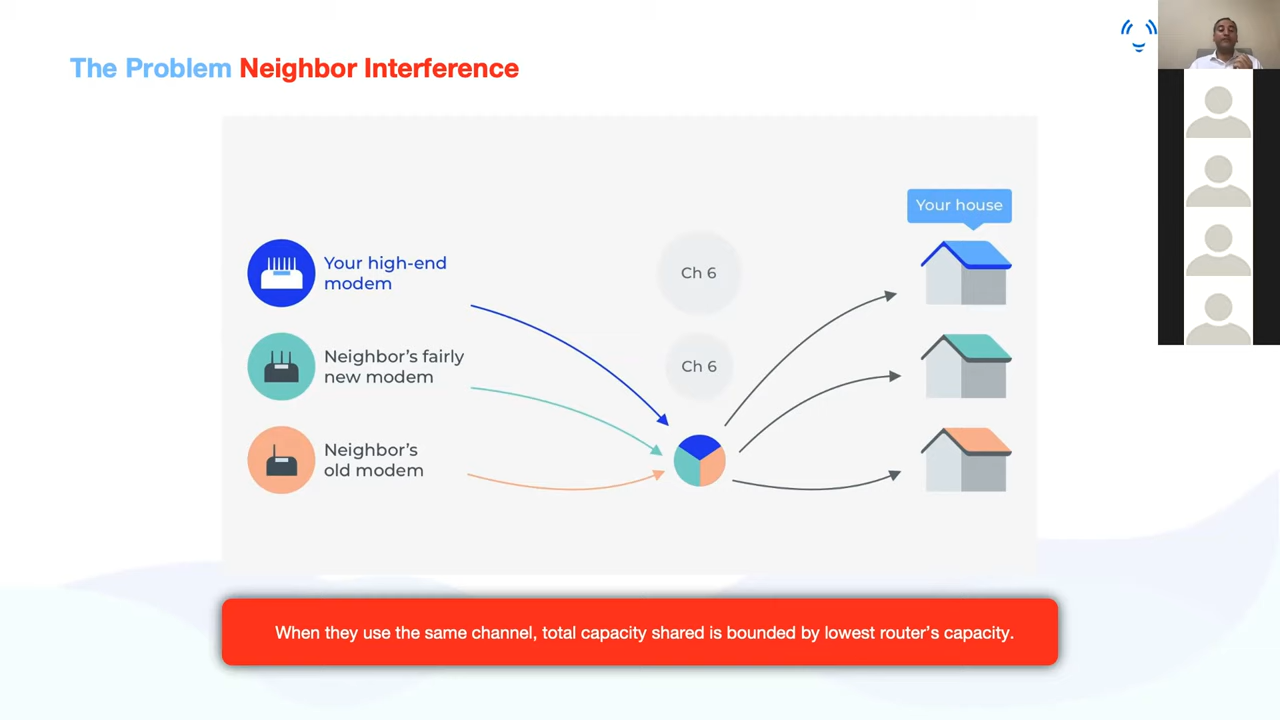 The Problem Neighbor Interference
Your house
Your high-end
modem
Ch 6
Neighbor’s fairly
new modem
Ch 6
Neighbor’s
old modem
When they use the same channel, total capacity shared is bounded by lowest router’s capacity.